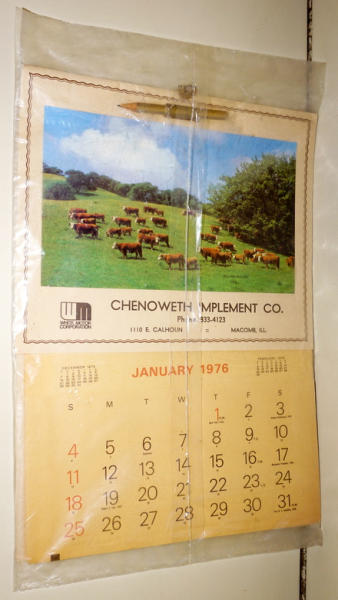 CHENOWETH IMPLEMENT CO.
833-4123
1110 E. CALHOUN = MACOMB, ILL.
WM
WHITE MOTOR
CORPORATION
JANUARY 1976
S M T W T F S
1 2 3
4 5 6 7 8 9 10
11 12 13 14 15 16 17
18 19 20 21 22 23 24
25 26 27 28 29 30 31